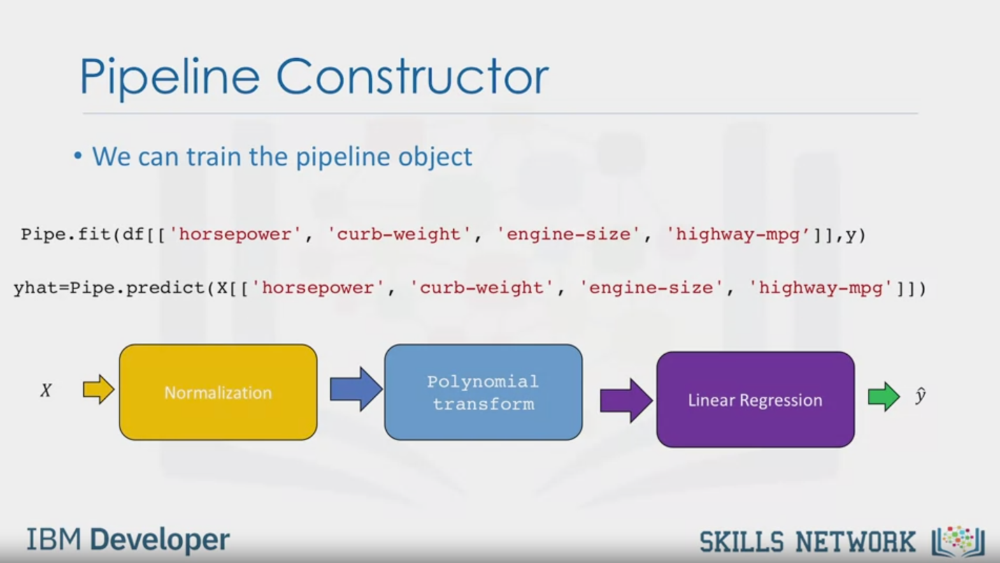 Pipeline Constructor
• We can train the pipeline object
Pipe.fit(df[['horsepower', 'curb-weight', 'engine-size', 'highway-mpg’]],y)
yhat=Pipe.predict(X[['horsepower', 'curb-weight', 'engine-size', 'highway-mpg']])
X
Normalization
Polynomial
transform
Linear Regression
ŷ
IBM Developer
SKILLS NETWORK